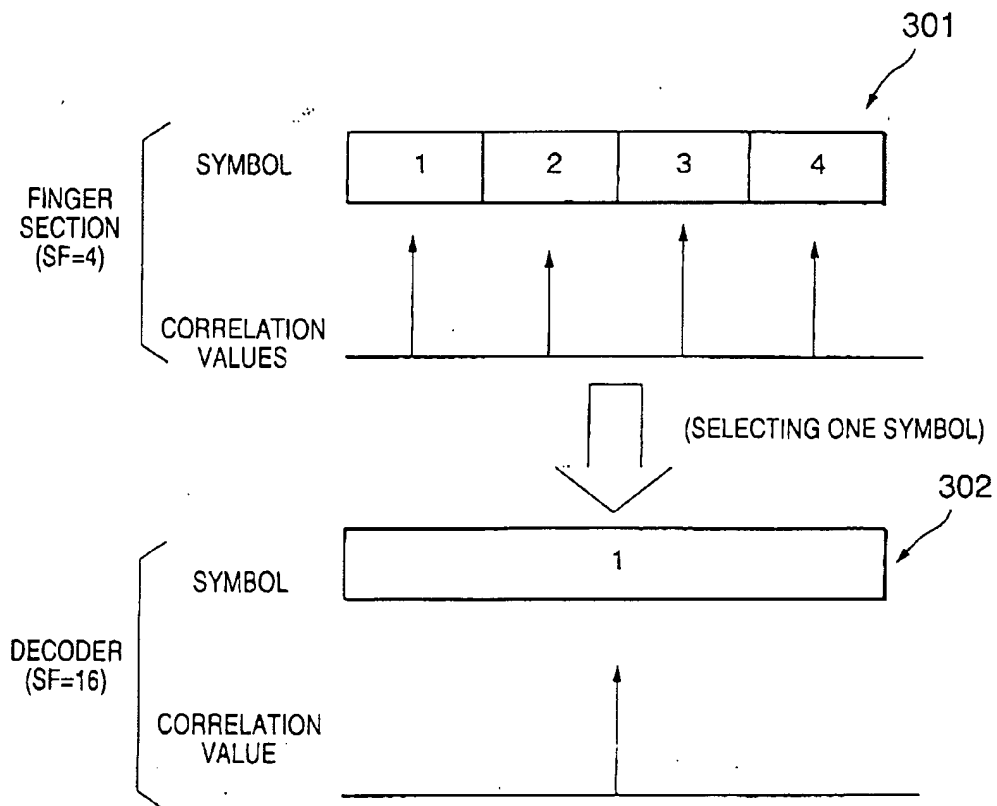 301
SYMBOL
1 2 3 4
FINGER
SECTION
(SF=4)
CORRELATION
VALUES
(SELECTING ONE SYMBOL)
302
1
SYMBOL
DECODER
(SF=16)
CORRELATION
VALUE